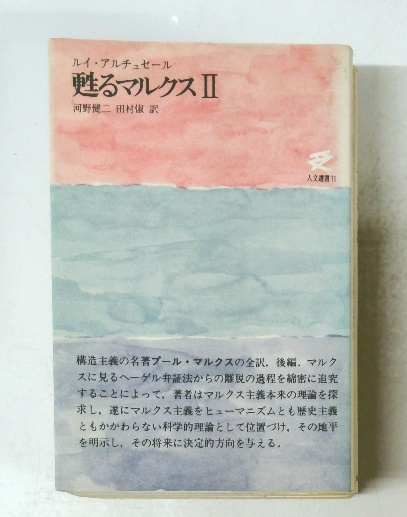 ルイ・アルチュセール
甦るマルクスⅡ
河野健二 田村俶 訳
人文選書11
構造主義の名著プール・マルクスの全訳，後編．マルク
スに見るヘーゲル弁証法からの離脱の過程を綿密に追究
することによって，著者はマルクス主義本来の理論を探
求し，遂にマルクス主義をヒューマニズムとも歴史主義
ともかかわらない科学的理論として位置づけ，その地平
を明示し，その将来に決定的方向を与える．